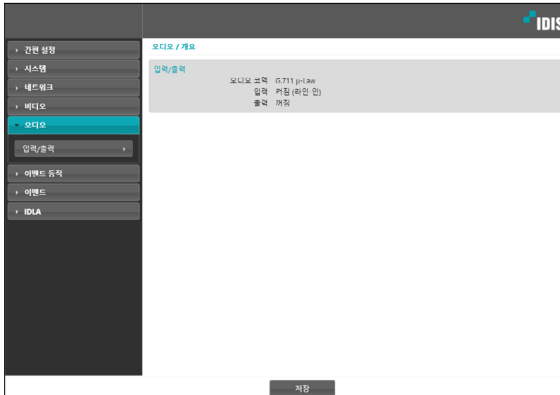 IDIS
간편 설정
시스템
네트워크
비디오
오디오
입력/출력
이벤트 동작
이벤트
IDLA
오디오 / 개요
입력/출력
오디오 코덱 G.711 μ-Law
입력 켜짐 (라인 인)
출력 꺼짐
저장